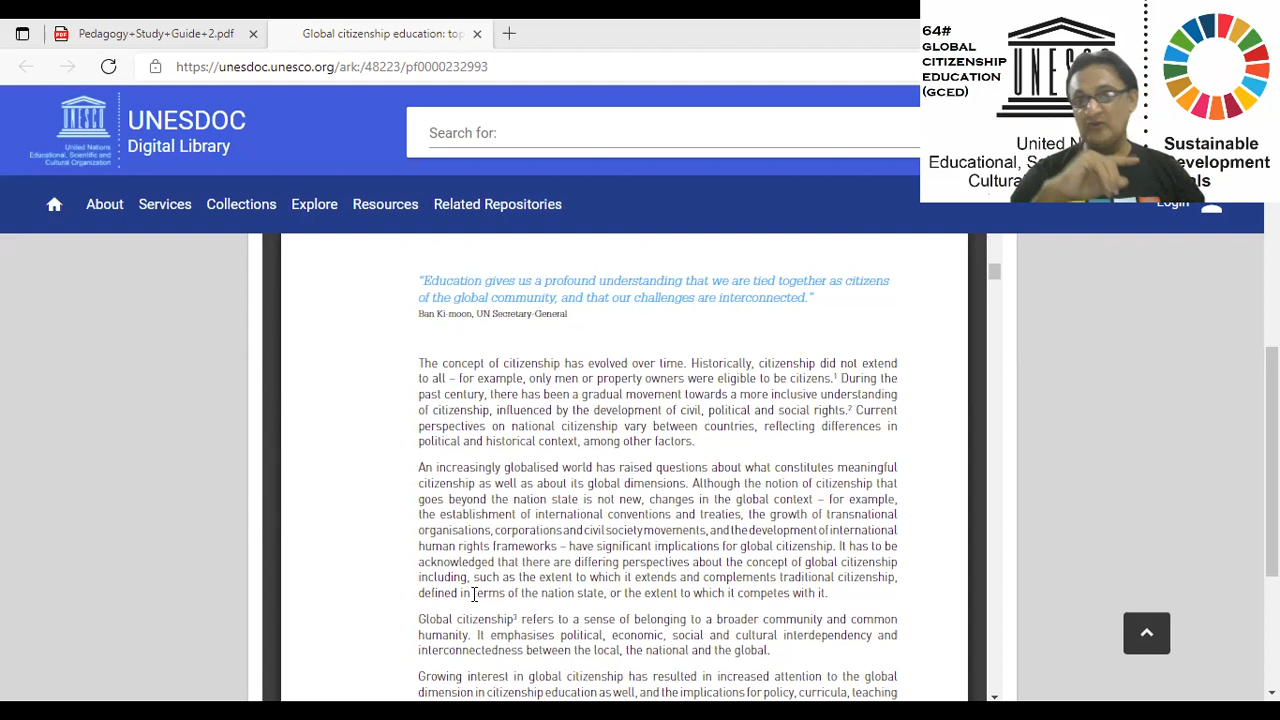 Pedagogy+Study+Guide+2.pdf
Global citizenship education: top
https://unesdoc.unesco.org/ark:/48223/pf0000232993
United Nations
Educational, Scientific and
Cultural Organization
UNESDOC
Digital Library
Search for:
About
Services
Collections
Explore
Resources
Related Repositories
Login
64#
GLOBAL
CITIZENSHIP
EDUCATION
(GCED)
UNES
United N
Educational, S
Cultural
Sustainable
Development
als
“Education gives us a profound understanding that we are tied together as citizens
of the global community, and that our challenges are interconnected.”
Ban Ki-moon, UN Secretary-General
The concept of citizenship has evolved over time. Historically, citizenship did not extend
to all – for example, only men or property owners were eligible to be citizens.¹ During the
past century, there has been a gradual movement towards a more inclusive understanding
of citizenship, influenced by the development of civil, political and social rights.² Current
perspectives on national citizenship vary between countries, reflecting differences in
political and historical context, among other factors.
An increasingly globalised world has raised questions about what constitutes meaningful
citizenship as well as about its global dimensions. Although the notion of citizenship that
goes beyond the nation state is not new, changes in the global context – for example,
the establishment of international conventions and treaties, the growth of transnational
organisations, corporations and civil society movements, and the development of international
human rights frameworks – have significant implications for global citizenship. It has to be
acknowledged that there are differing perspectives about the concept of global citizenship
including, such as the extent to which it extends and complements traditional citizenship,
defined in terms of the nation state, or the extent to which it competes with it.
Global citizenship³ refers to a sense of belonging to a broader community and common
humanity. It emphasises political, economic, social and cultural interdependency and
interconnectedness between the local, the national and the global.
Growing interest in global citizenship has resulted in increased attention to the global
dimension in citizenship education as well, and the implications for policy, curricula, teaching